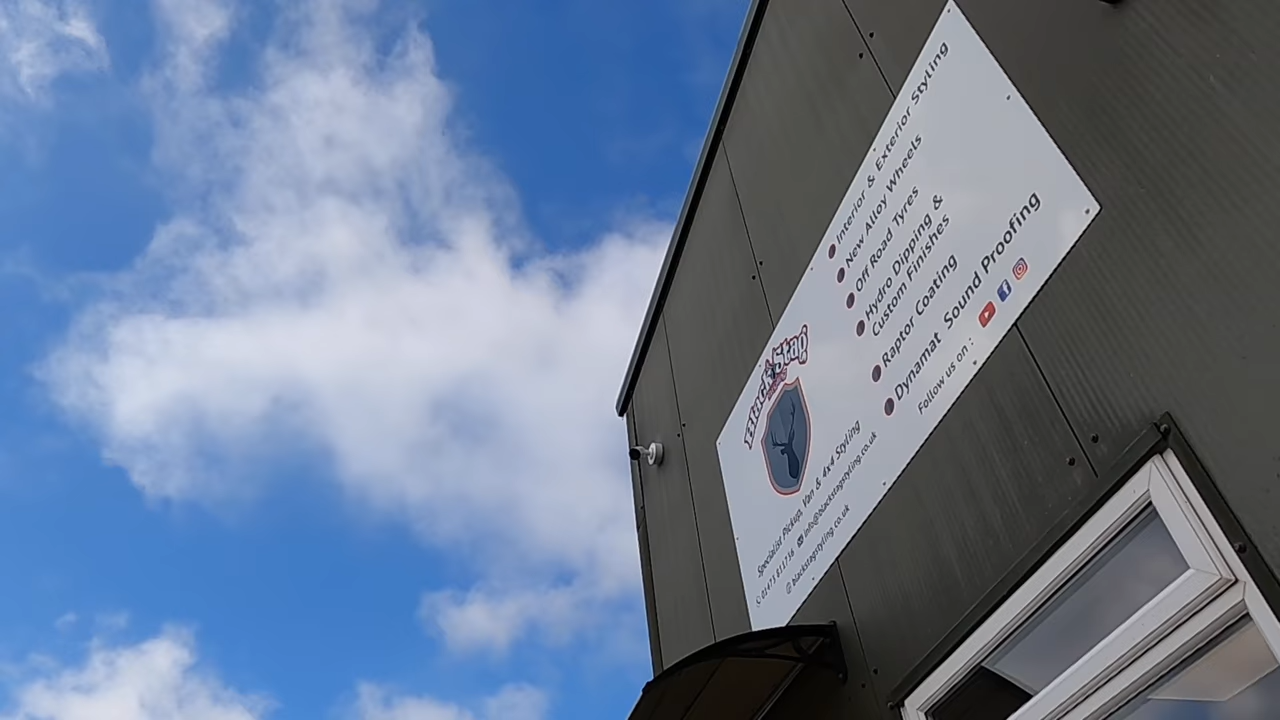 Black Stag
Specialist Pickup, Van & 4x4 Styling
info@blackstagstyling.co.uk
@blackstagstyling.co.uk
Interior & Exterior Styling
New Alloy Wheels
Off Road Tyres
Hydro Dipping &
Custom Finishes
Raptor Coating
Dynamat Sound Proofing
Follow us on :